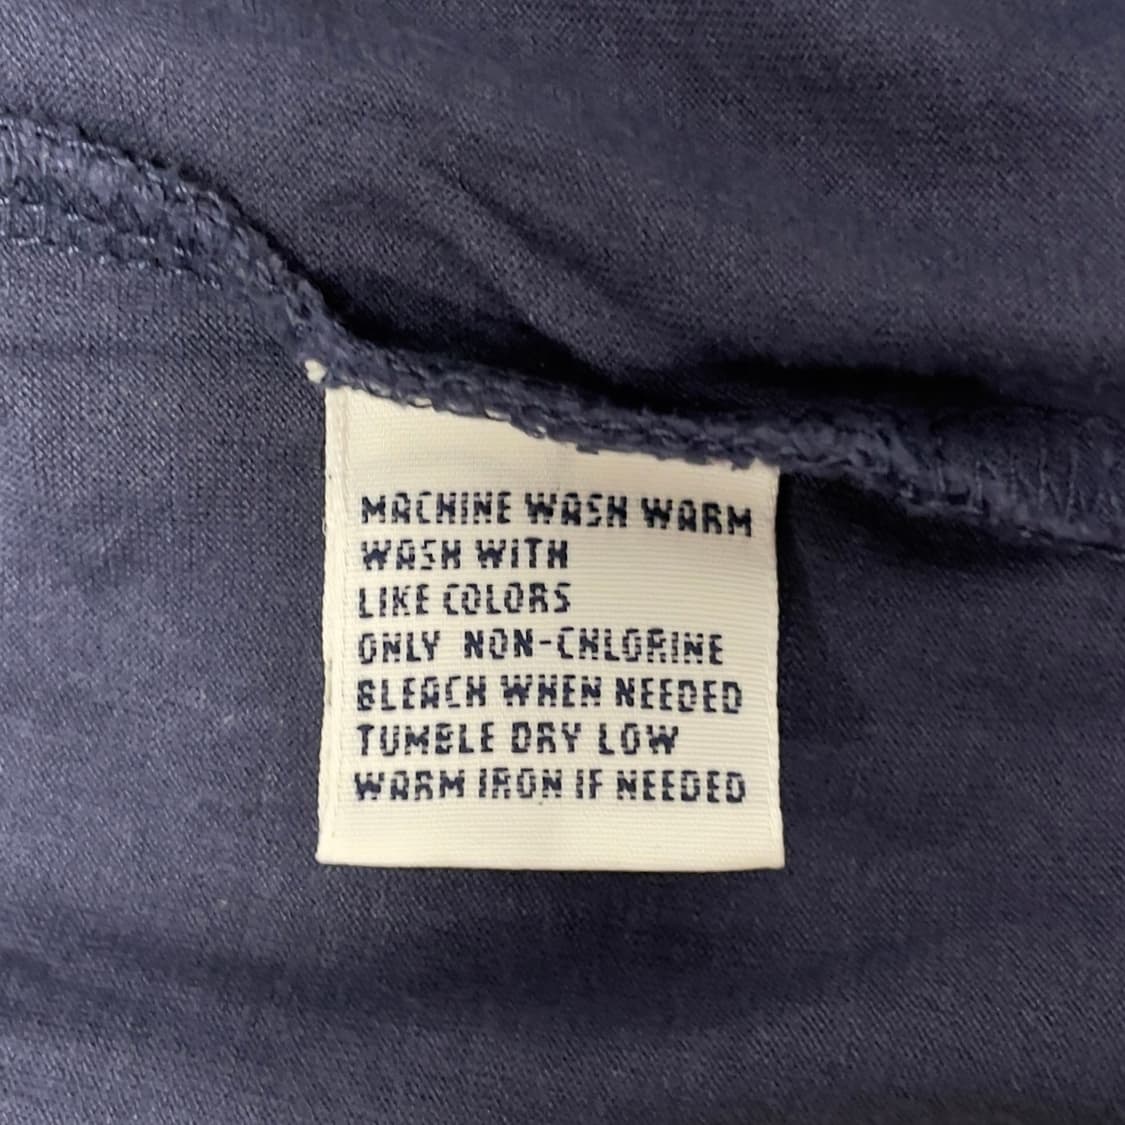 MACHINE WASH WARM
WASH WITH
LIKE COLORS
ONLY NON-CHLORINE
BLEACH WHEN NEEDED
TUMBLE DRY LOW
WARM IRON IF NEEDED